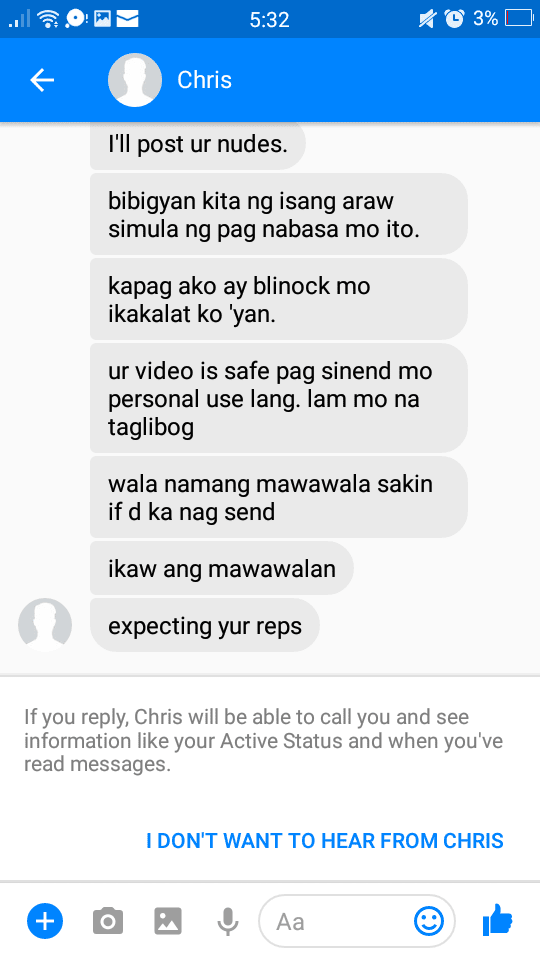 5:32
3%
Chris
I'll post ur nudes.
bibigyan kita ng isang araw
simula ng pag nabasa mo ito.
kapag ako ay blinock mo
ikakalat ko 'yan.
ur video is safe pag sinend mo
personal use lang. lam mo na
taglibog
wala namang mawawala sakin
if d ka nag send
ikaw ang mawawalan
expecting yur reps
If you reply, Chris will be able to call you and see
information like your Active Status and when you've
read messages.
I DON'T WANT TO HEAR FROM CHRIS
Aa